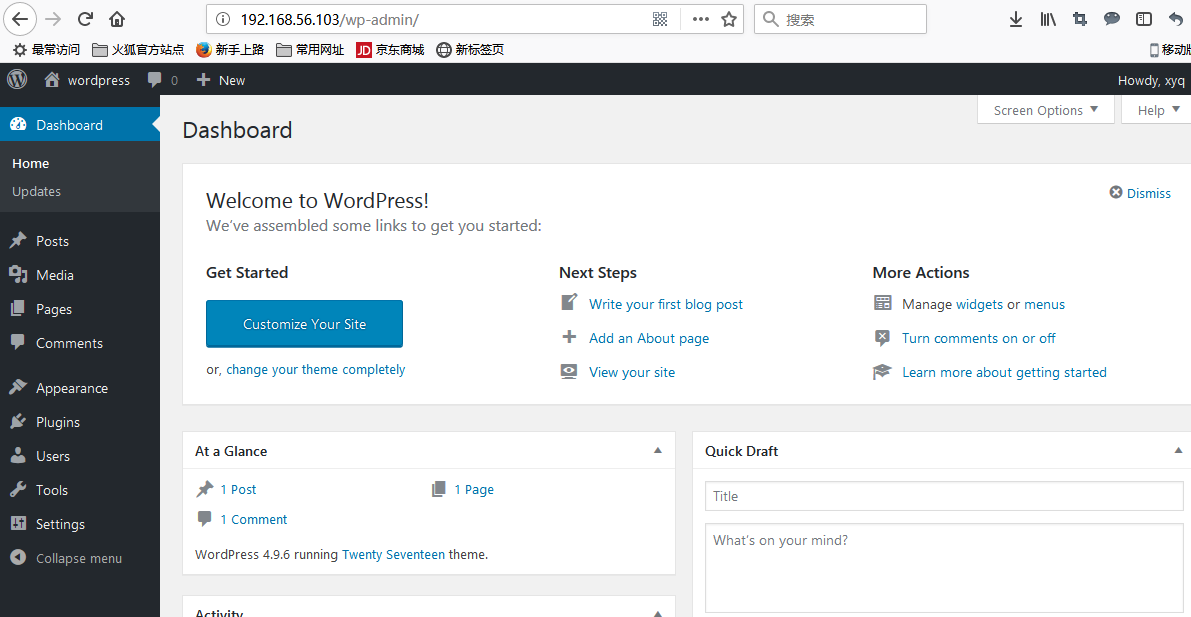 192.168.56.103/wp-admin/
搜索
最常访问 火狐官方站点 新手上路 常用网址 JD 京东商城 新标签页
wordpress 0 New
Howdy, xyq
Screen Options Help
Dashboard
Home
Updates
Posts
Media
Pages
Comments
Appearance
Plugins
Users
Tools
Settings
Collapse menu
Dashboard
Welcome to WordPress!
Dismiss
We've assembled some links to get you started:
Get Started
Customize Your Site
or, change your theme completely
Next Steps
Write your first blog post
Add an About page
View your site
More Actions
Manage widgets or menus
Turn comments on or off
Learn more about getting started
At a Glance
1 Post 1 Page
1 Comment
WordPress 4.9.6 running Twenty Seventeen theme.
Activity
Quick Draft
Title
What's on your mind?